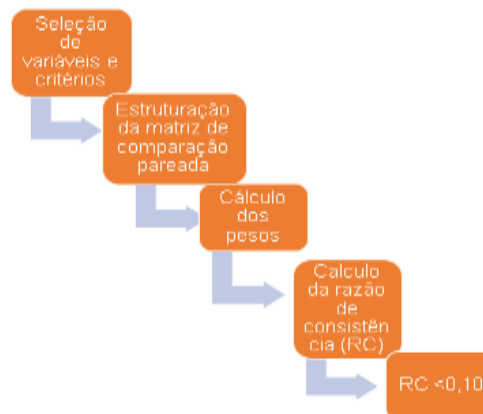 Seleção
de
variáveis e
critérios
Estruturação
da matriz de
comparação
pareada
Cálculo
dos
pesos
Calculo
da razão
de
consistên
cia (RC)
RC <0,10